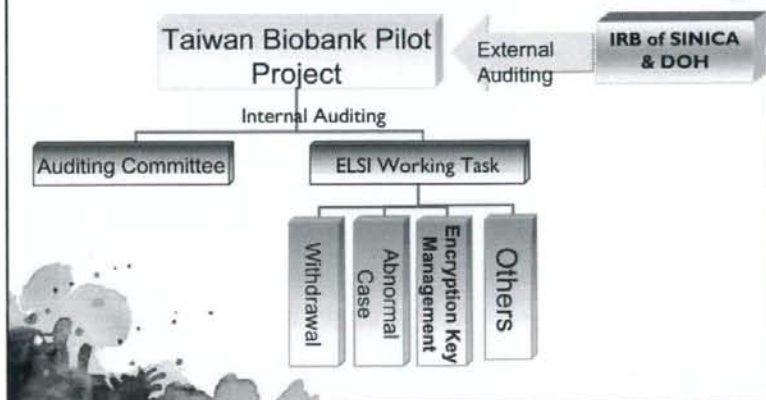 Taiwan Biobank Pilot
Project
External
Auditing
IRB of SINICA
& DOH
Internal Auditing
Auditing Committee
ELSI Working Task
Withdrawal
Abnormal
Case
Encryption Key
Management
Others